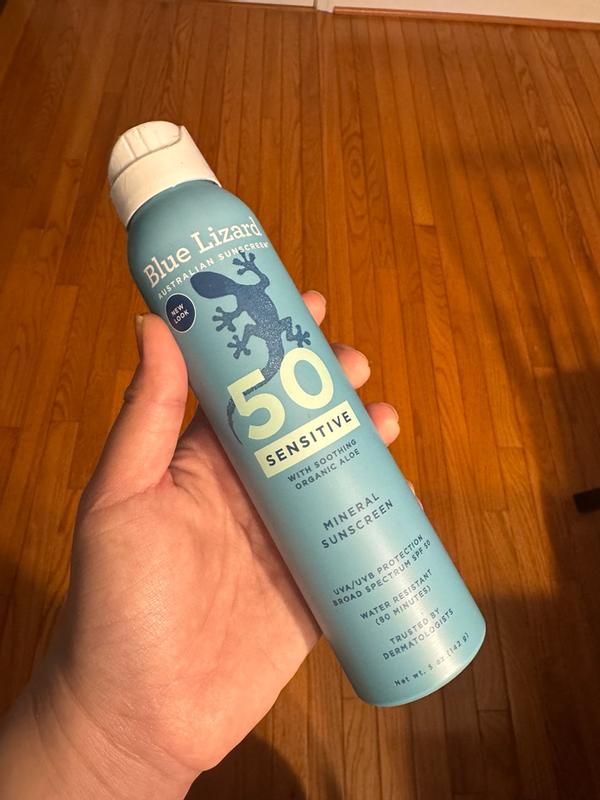 Blue Lizard
AUSTRALIAN SUNSCREEN
NEW
LOOK
50
SENSITIVE
WITH SOOTHING
ORGANIC ALOE
MINERAL
SUNSCREEN
UVA/UVB PROTECTION
BROAD SPECTRUM SPF 50
WATER RESISTANT
(80 MINUTES)
TRUSTED BY
DERMATOLOGISTS
Net wt. 5 oz (142 g)